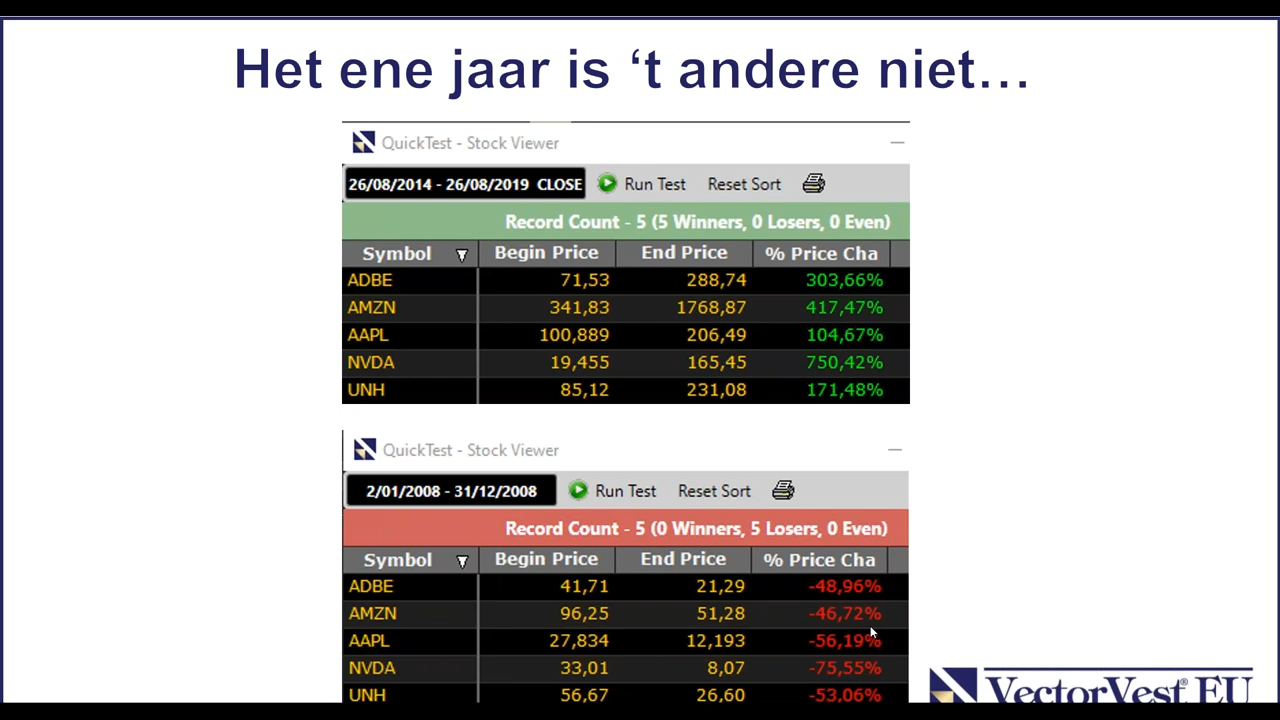 Het ene jaar is ‘t andere niet…
QuickTest - Stock Viewer
26/08/2014 - 26/08/2019 CLOSE Run Test Reset Sort
Record Count - 5 (5 Winners, 0 Losers, 0 Even)
Symbol Begin Price End Price % Price Cha
ADBE 71,53 288,74 303,66%
AMZN 341,83 1768,87 417,47%
AAPL 100,889 206,49 104,67%
NVDA 19,455 165,45 750,42%
UNH 85,12 231,08 171,48%
QuickTest - Stock Viewer
2/01/2008 - 31/12/2008 Run Test Reset Sort
Record Count - 5 (0 Winners, 5 Losers, 0 Even)
Symbol Begin Price End Price % Price Cha
ADBE 41,71 21,29 -48,96%
AMZN 96,25 51,28 -46,72%
AAPL 27,834 12,193 -56,19%
NVDA 33,01 8,07 -75,55%
UNH 56,67 26,60 -53,06%
VectorVest® EU